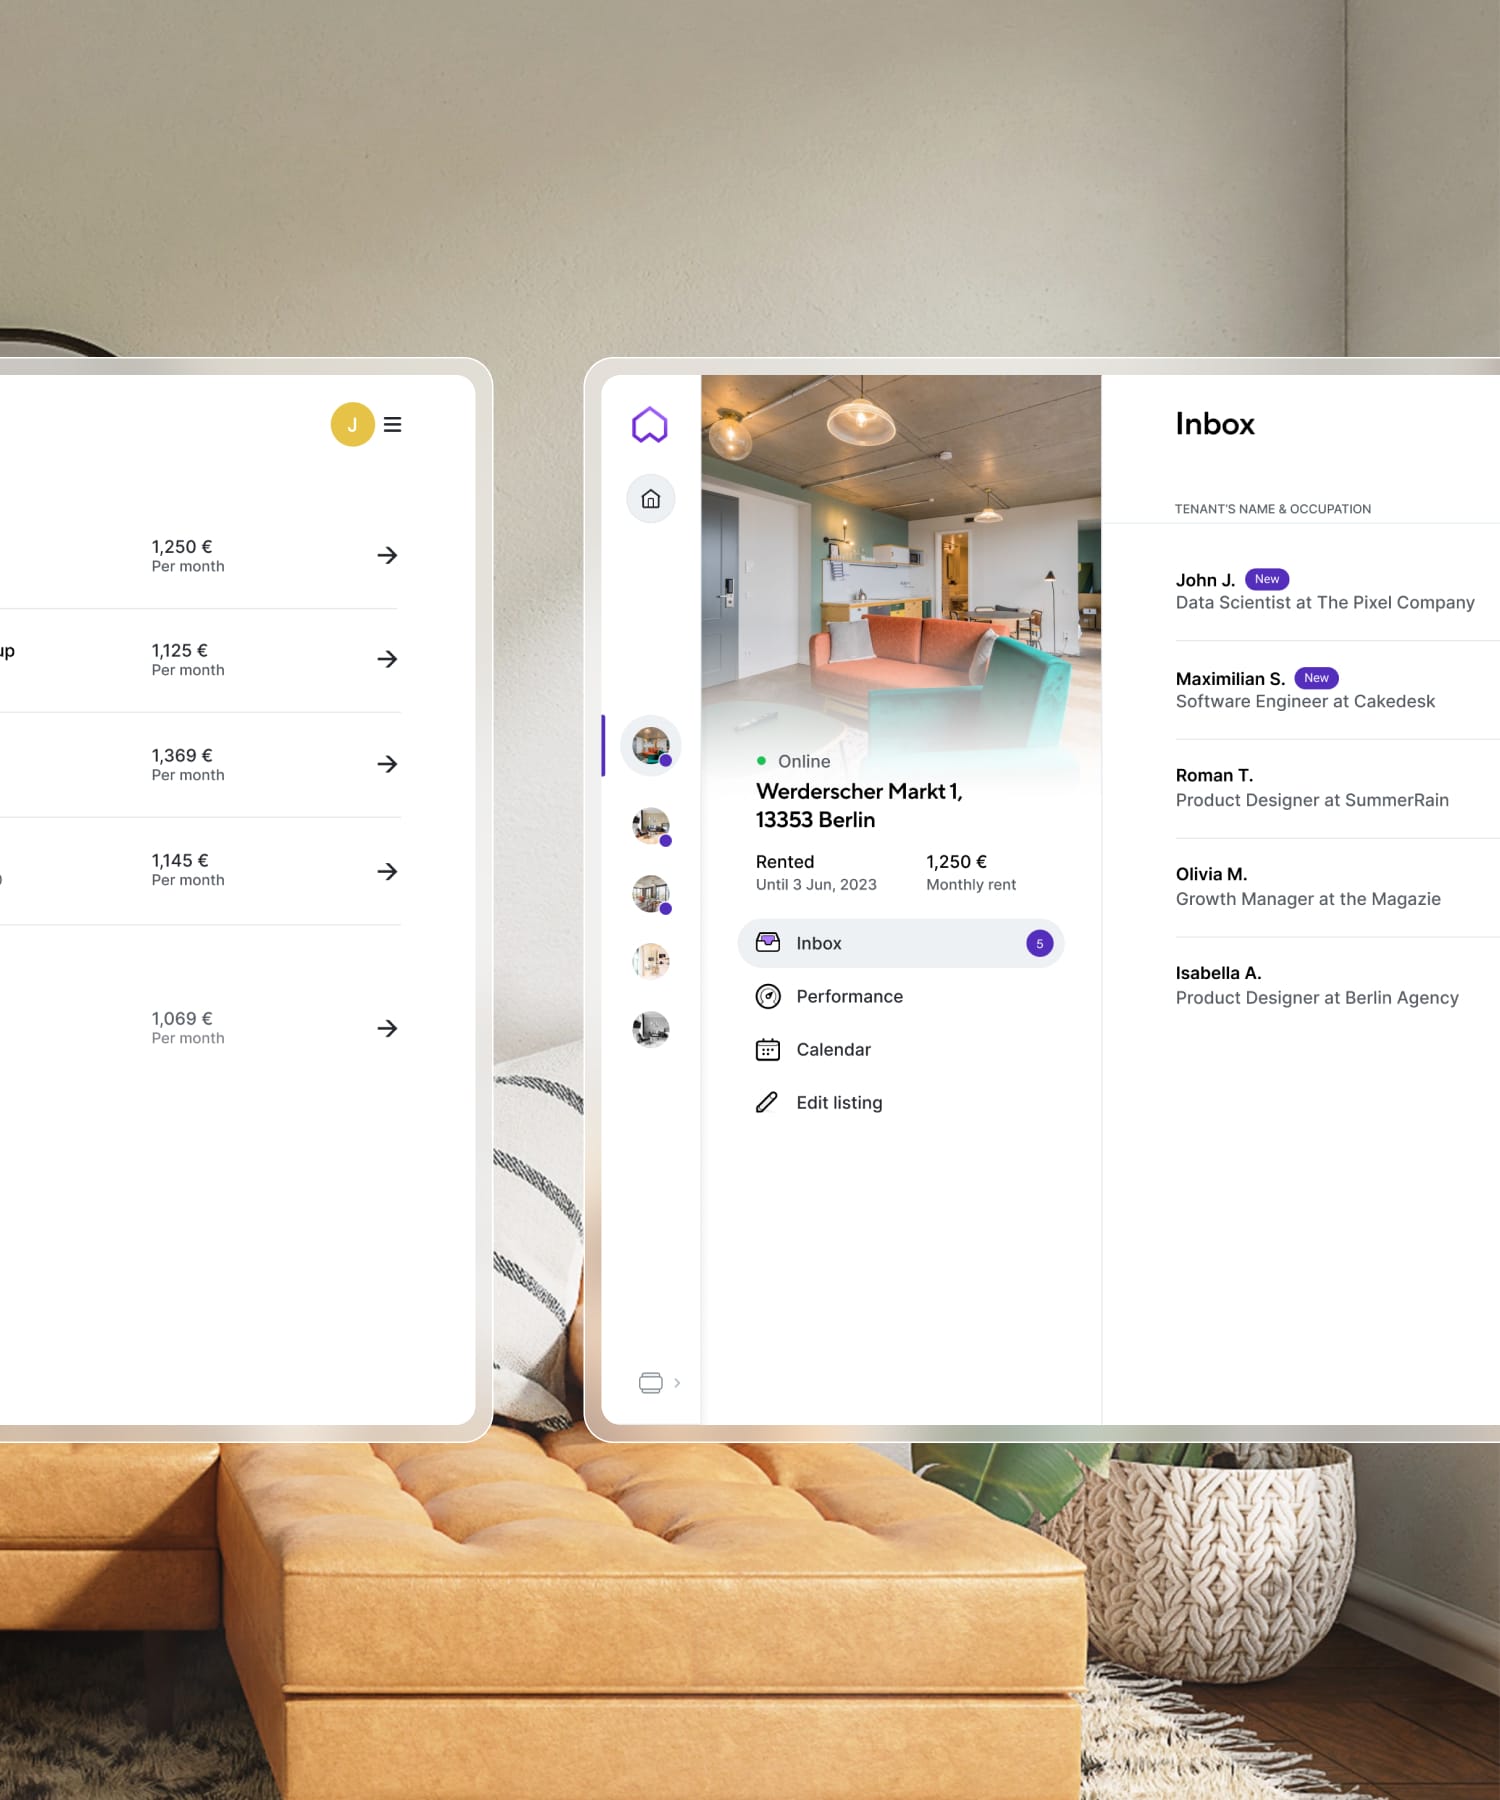 J
1,250 €
Per month
up
1,125 €
Per month
1,369 €
Per month
1,145 €
Per month
1,069 €
Per month
Online
Werderscher Markt 1,
13353 Berlin
Rented
1,250 €
Until 3 Jun, 2023
Monthly rent
Inbox
5
Performance
Calendar
Edit listing
Inbox
TENANT'S NAME & OCCUPATION
John J.
New
Data Scientist at The Pixel Company
Maximilian S.
New
Software Engineer at Cakedesk
Roman T.
Product Designer at SummerRain
Olivia M.
Growth Manager at the Magazie
Isabella A.
Product Designer at Berlin Agency